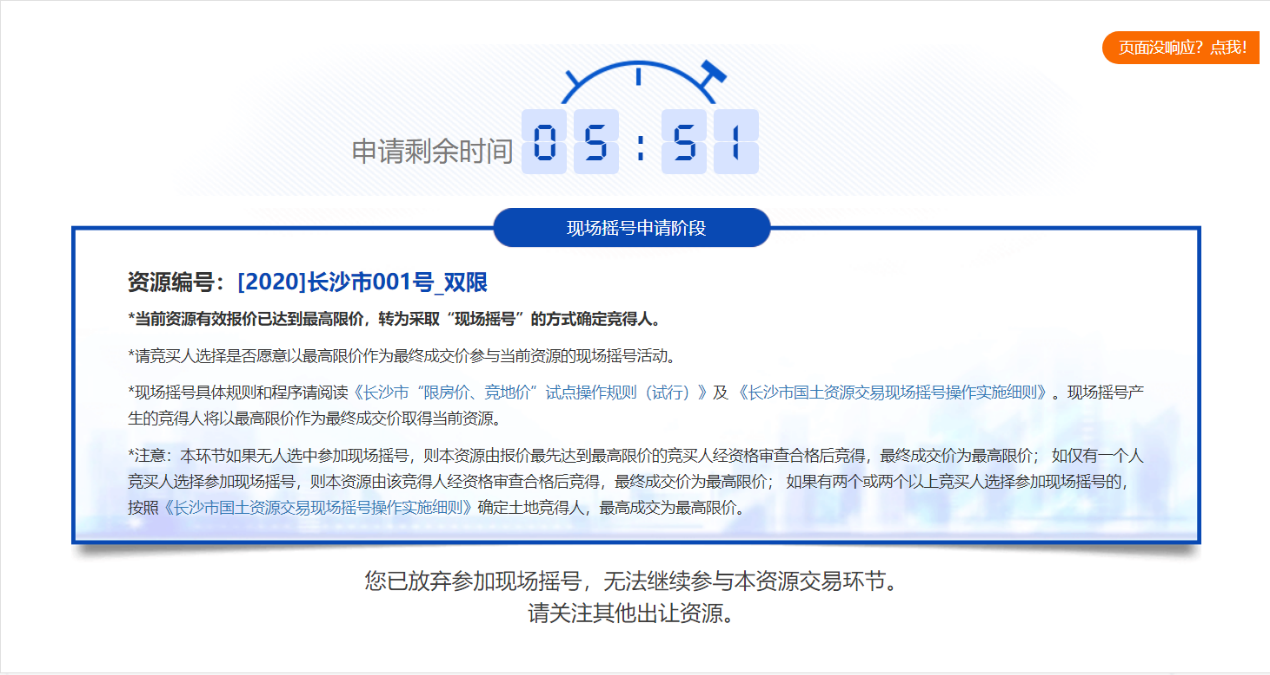 页面没响应？点我！
申请剩余时间 05:51
现场摇号申请阶段
资源编号：[2020]长沙市001号_双限
*当前资源有效报价已达到最高限价，转为采取“现场摇号”的方式确定竞得人。
*请竞买人选择是否愿意以最高限价作为最终成交价参与当前资源的现场摇号活动。
*现场摇号具体规则和程序请阅读《长沙市“限房价、竞地价”试点操作规则（试行）》及 《长沙市国土资源交易现场摇号操作实施细则》。现场摇号产
生的竞得人将以最高限价作为最终成交价取得当前资源。
*注意：本环节如果无人选中参加现场摇号，则本资源由报价最先达到最高限价的竞买人经资格审查合格后竞得，最终成交价为最高限价； 如仅有一个人
竞买人选择参加现场摇号，则本资源由该竞得人经资格审查合格后竞得，最终成交价为最高限价； 如果有两个或两个以上竞买人选择参加现场摇号的，
按照《长沙市国土资源交易现场摇号操作实施细则》确定土地竞得人，最高成交为最高限价。
您已放弃参加现场摇号，无法继续参与本资源交易环节。
请关注其他出让资源。